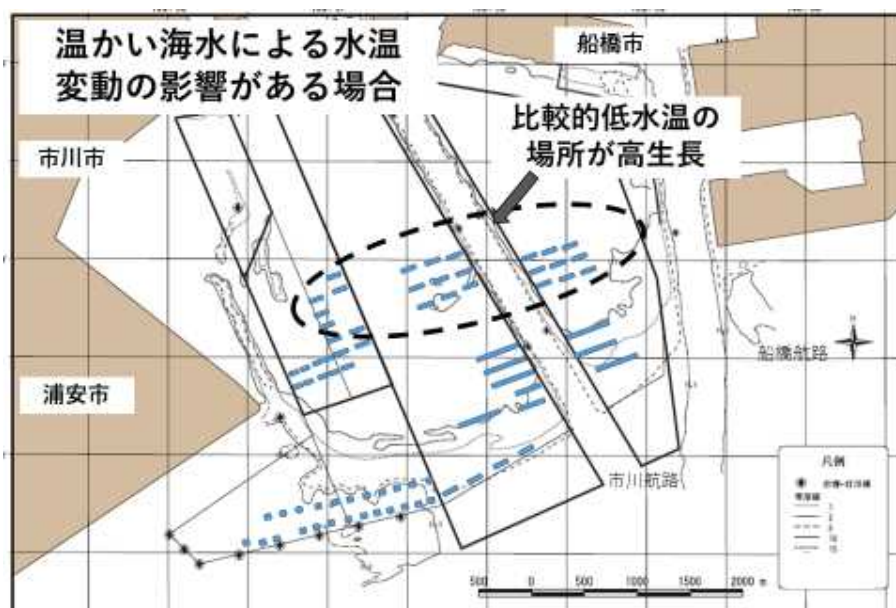 温かい海水による水温
変動の影響がある場合
船橋市
比較的低水温の
場所が高生長
市川市
船橋航路
浦安市
市川航路
凡例
500 0 500 1000 1500 2000 m